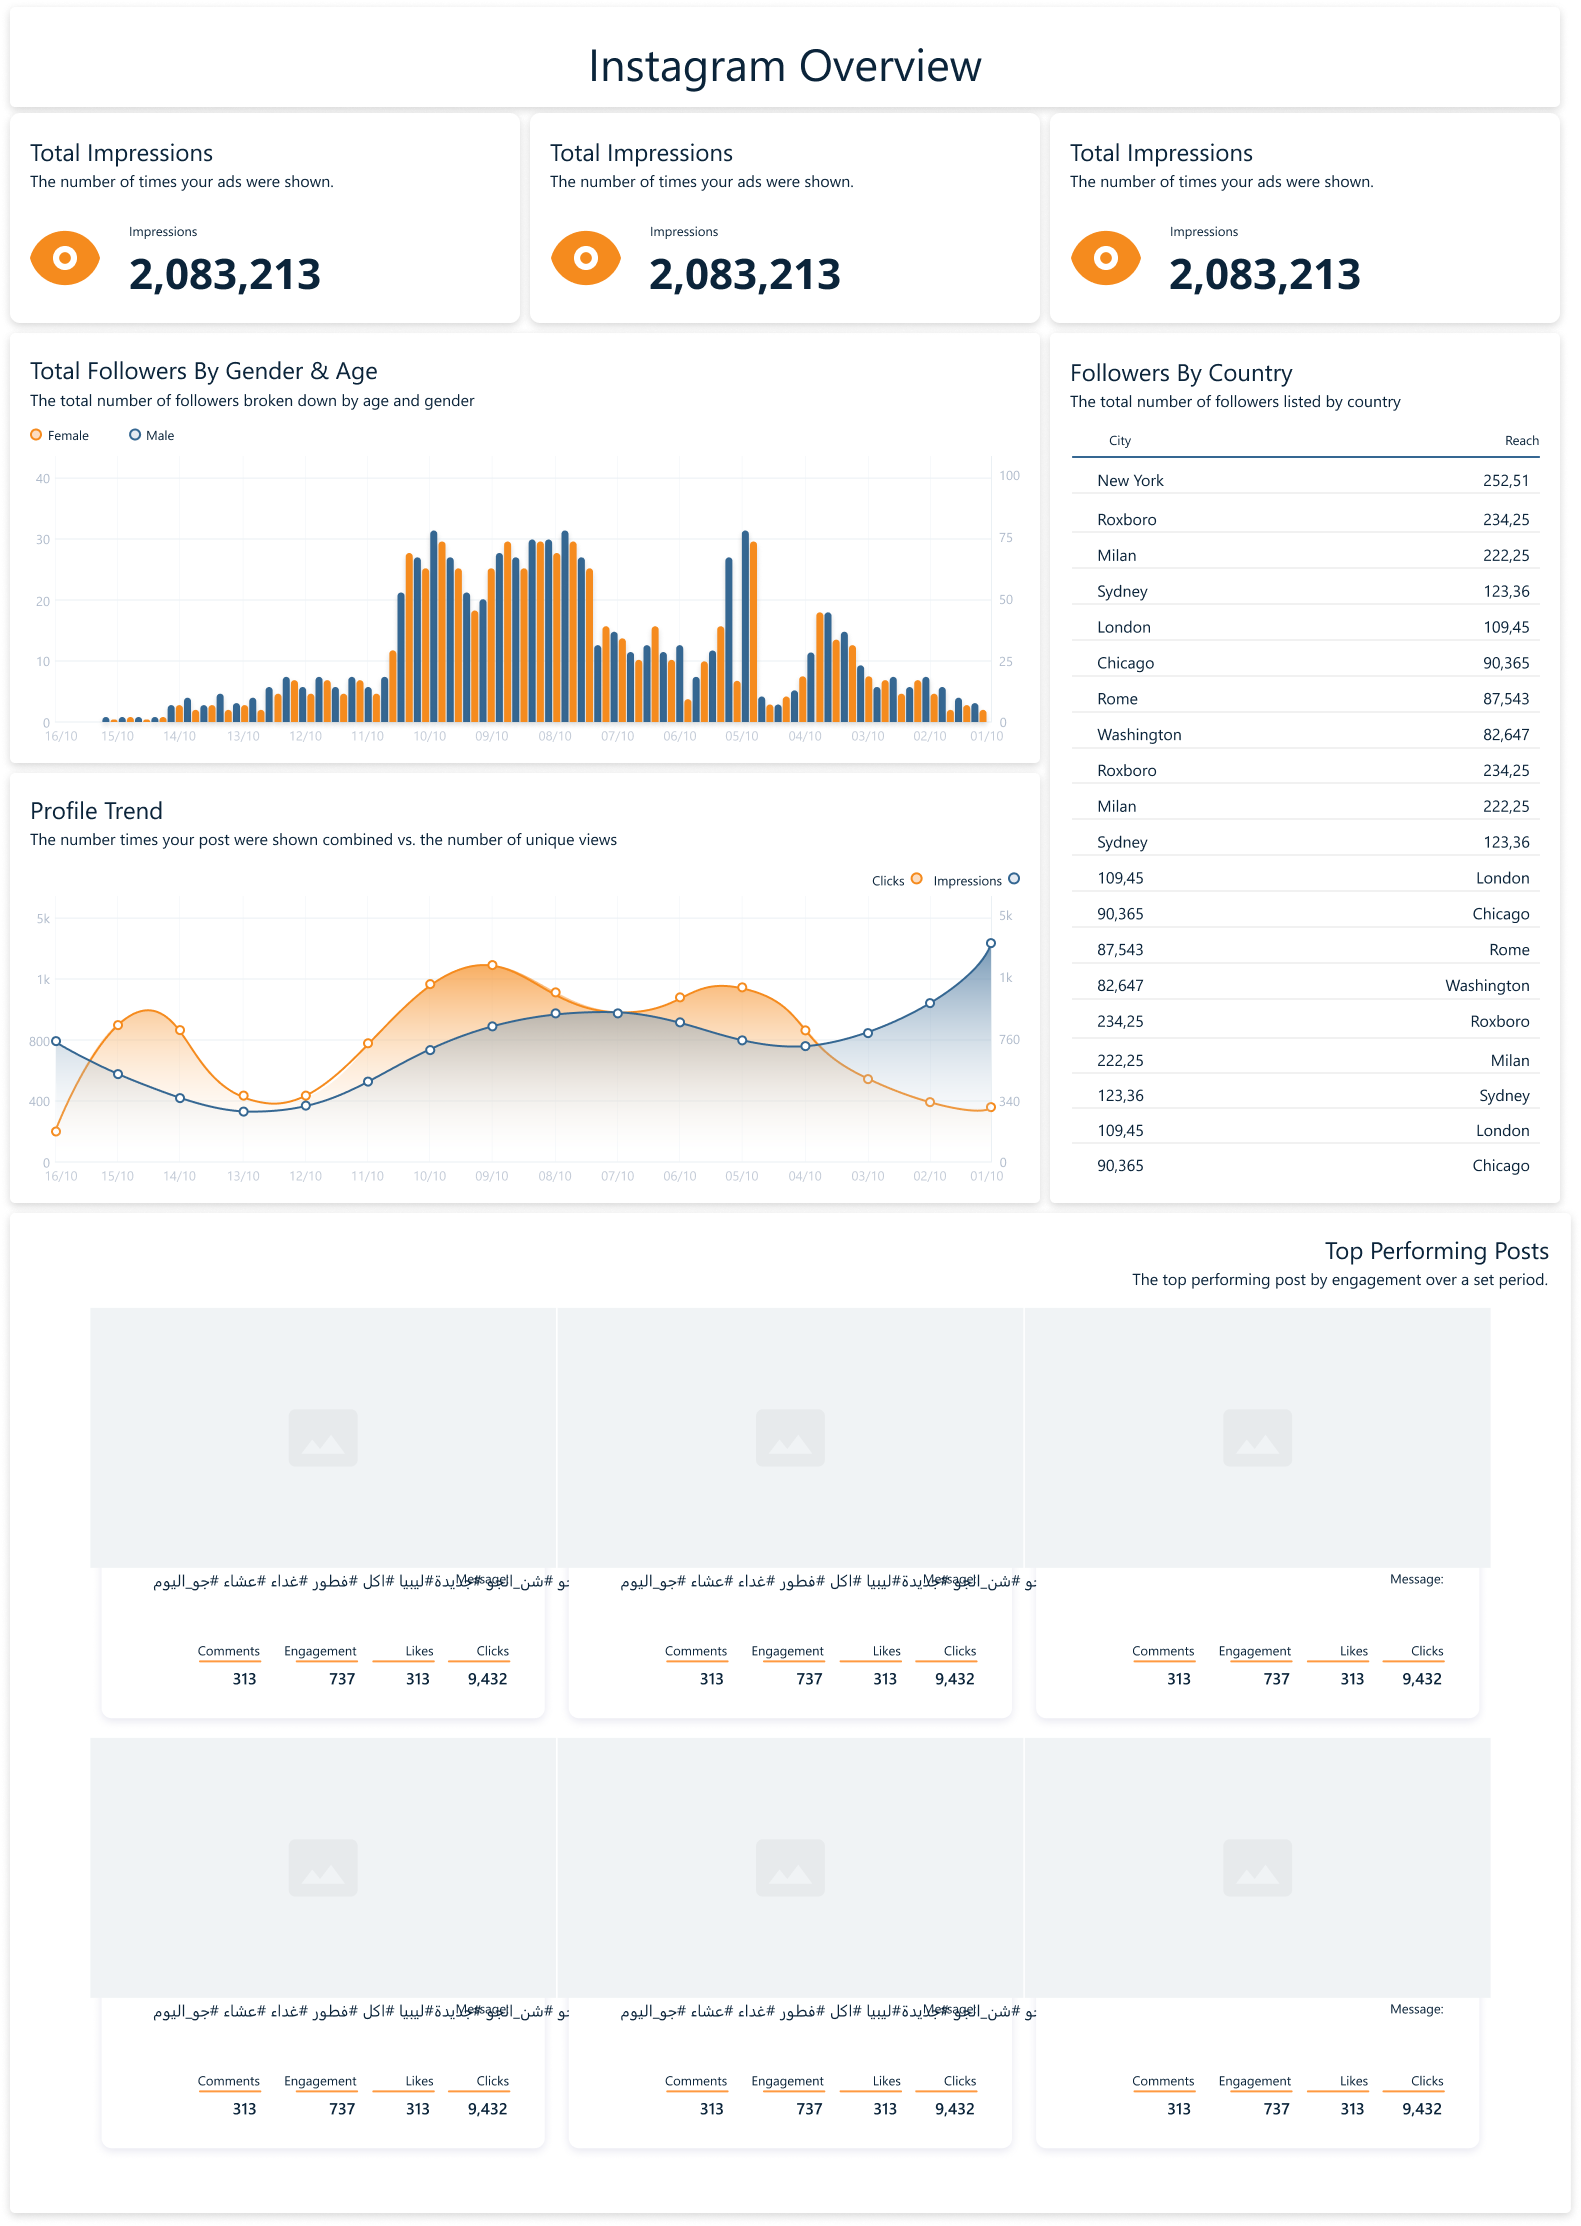 Instagram Overview
Total Impressions
The number of times your ads were shown.
Impressions
2,083,213
Total Impressions
The number of times your ads were shown.
Impressions
2,083,213
Total Impressions
The number of times your ads were shown.
Impressions
2,083,213
Total Followers By Gender & Age
The total number of followers broken down by age and gender
Female Male
40 100
30 75
20 50
10 25
0 0
16/10 15/10 14/10 13/10 12/10 11/10 10/10 09/10 08/10 07/10 06/10 05/10 04/10 03/10 02/10 01/10
Profile Trend
The number times your post were shown combined vs. the number of unique views
Clicks Impressions
5k 5k
1k 1k
800 760
400 340
0 0
16/10 15/10 14/10 13/10 12/10 11/10 10/10 09/10 08/10 07/10 06/10 05/10 04/10 03/10 02/10 01/10
Followers By Country
The total number of followers listed by country
City Reach
New York 252,51
Roxboro 234,25
Milan 222,25
Sydney 123,36
London 109,45
Chicago 90,365
Rome 87,543
Washington 82,647
Roxboro 234,25
Milan 222,25
Sydney 123,36
109,45 London
90,365 Chicago
87,543 Rome
82,647 Washington
234,25 Roxboro
222,25 Milan
123,36 Sydney
109,45 London
90,365 Chicago
Top Performing Posts
The top performing post by engagement over a set period.
#شن_الجو #جديدة#ليبيا #اكل #فطور #غداء #عشاء #جو_اليوم
Message:
Comments Engagement Likes Clicks
313 737 313 9,432
#شن_الجو #جديدة#ليبيا #اكل #فطور #غداء #عشاء #جو_اليوم
Message:
Comments Engagement Likes Clicks
313 737 313 9,432
Message:
Comments Engagement Likes Clicks
313 737 313 9,432
#شن_الجو #جديدة#ليبيا #اكل #فطور #غداء #عشاء #جو_اليوم
Message:
Comments Engagement Likes Clicks
313 737 313 9,432
#شن_الجو #جديدة#ليبيا #اكل #فطور #غداء #عشاء #جو_اليوم
Message:
Comments Engagement Likes Clicks
313 737 313 9,432
Message:
Comments Engagement Likes Clicks
313 737 313 9,432